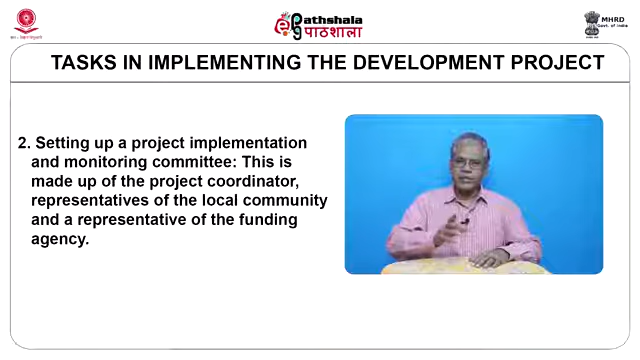 ePathshala
पाठशाला
MHRD
Govt. of India
TASKS IN IMPLEMENTING THE DEVELOPMENT PROJECT
2. Setting up a project implementation
and monitoring committee: This is
made up of the project coordinator,
representatives of the local community
and a representative of the funding
agency.